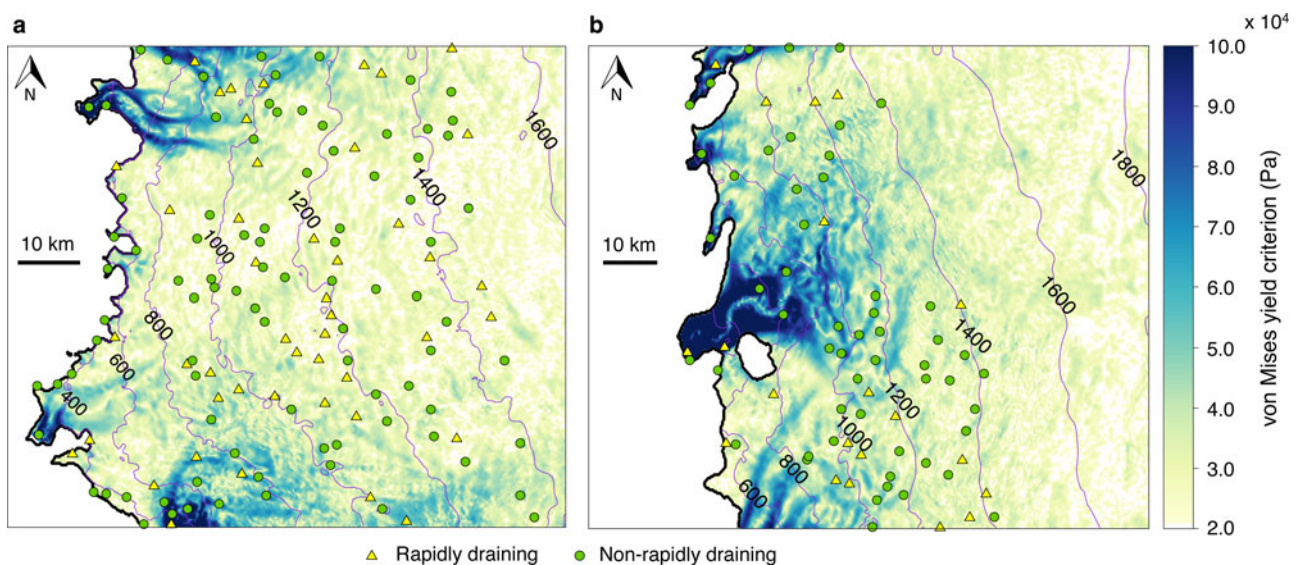 a
N
10 km
400
600
800
1000
1200
1400
1600
b
N
10 km
600
800
1000
1200
1400
1600
1800
x 10⁴
10.0
9.0
8.0
7.0
6.0
5.0
4.0
3.0
2.0
von Mises yield criterion (Pa)
Rapidly draining
Non-rapidly draining